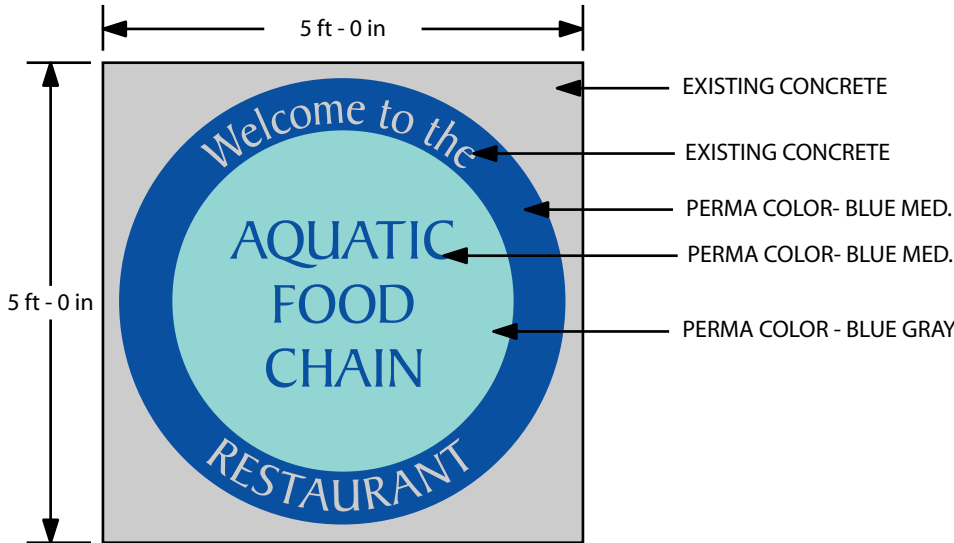 5 ft - 0 in
EXISTING CONCRETE
Welcome to the
EXISTING CONCRETE
PERMA COLOR- BLUE MED.
AQUATIC
PERMA COLOR- BLUE MED.
5 ft - 0 in
FOOD
PERMA COLOR - BLUE GRAY
CHAIN
RESTAURANT